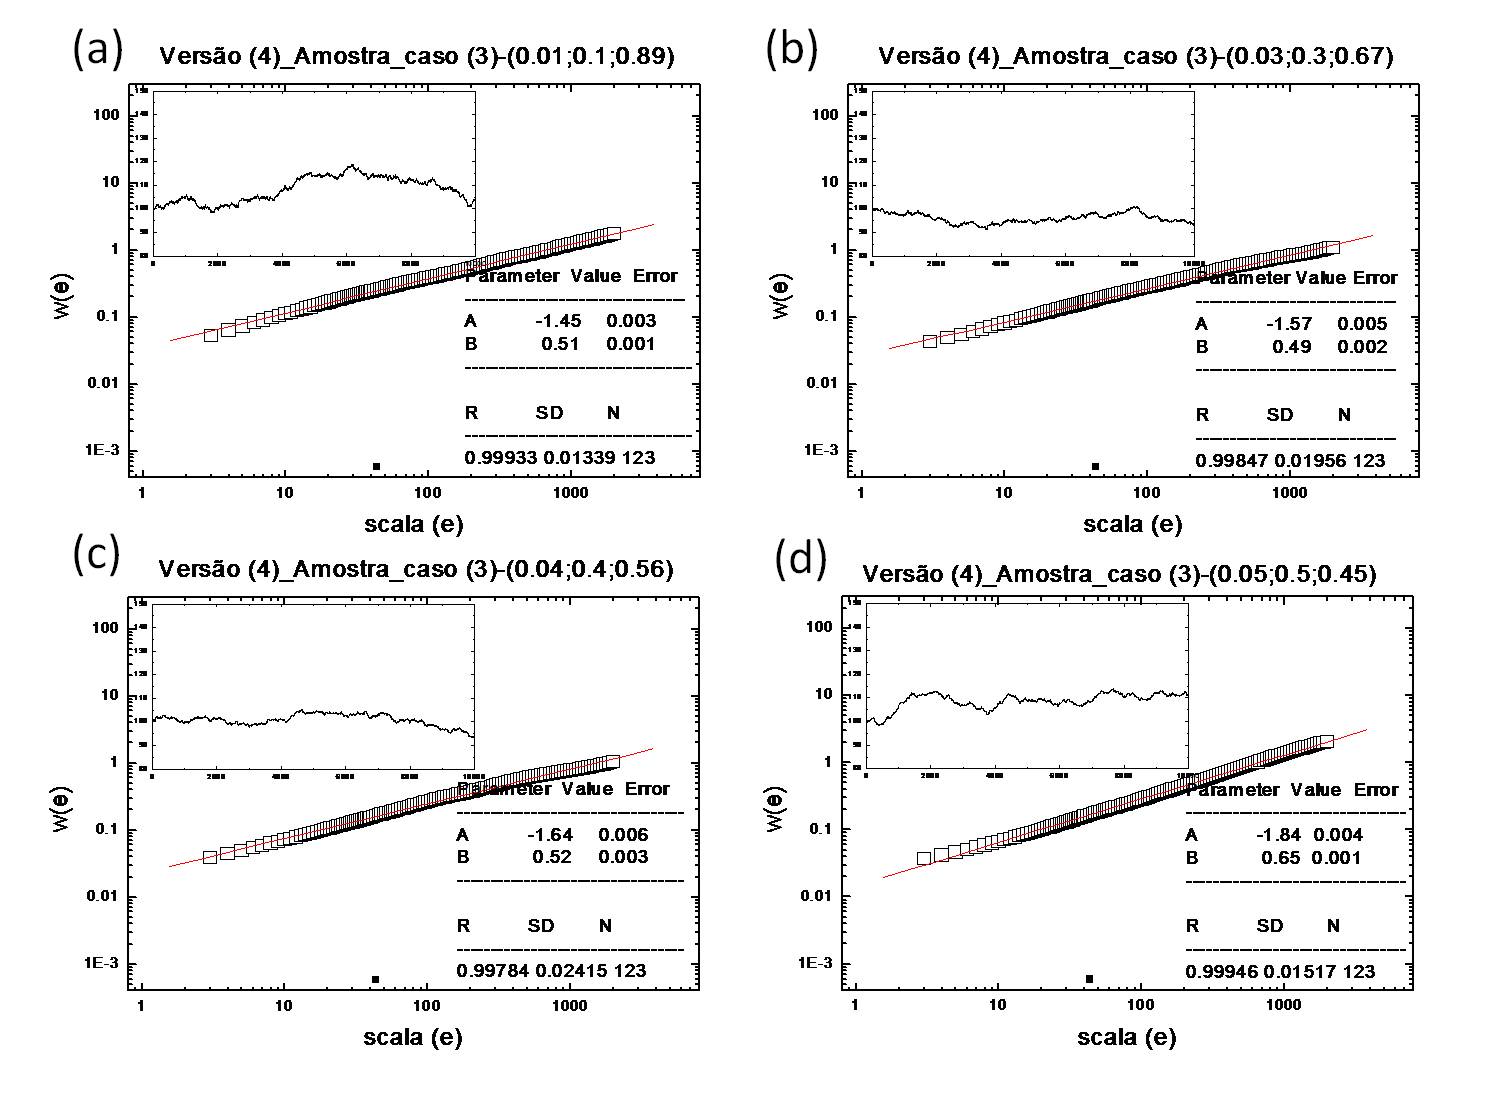 (a)
Versão (4)_Amostra_caso (3)-(0.01;0.1;0.89)
100
10
1
0.1
0.01
1E-3
W(e)
Parameter Value Error
A -1.45 0.003
B 0.51 0.001
R SD N
0.99933 0.01339 123
1 10 100 1000
scala (e)
(b)
Versão (4)_Amostra_caso (3)-(0.03;0.3;0.67)
100
10
1
0.1
0.01
1E-3
W(e)
Parameter Value Error
A -1.57 0.005
B 0.49 0.002
R SD N
0.99847 0.01956 123
1 10 100 1000
scala (e)
(c)
Versão (4)_Amostra_caso (3)-(0.04;0.4;0.56)
100
10
1
0.1
0.01
1E-3
W(e)
Parameter Value Error
A -1.64 0.006
B 0.52 0.003
R SD N
0.99784 0.02415 123
1 10 100 1000
scala (e)
(d)
Versão (4)_Amostra_caso (3)-(0.05;0.5;0.45)
100
10
1
0.1
0.01
1E-3
W(e)
Parameter Value Error
A -1.84 0.004
B 0.65 0.001
R SD N
0.99946 0.01517 123
1 10 100 1000
scala (e)